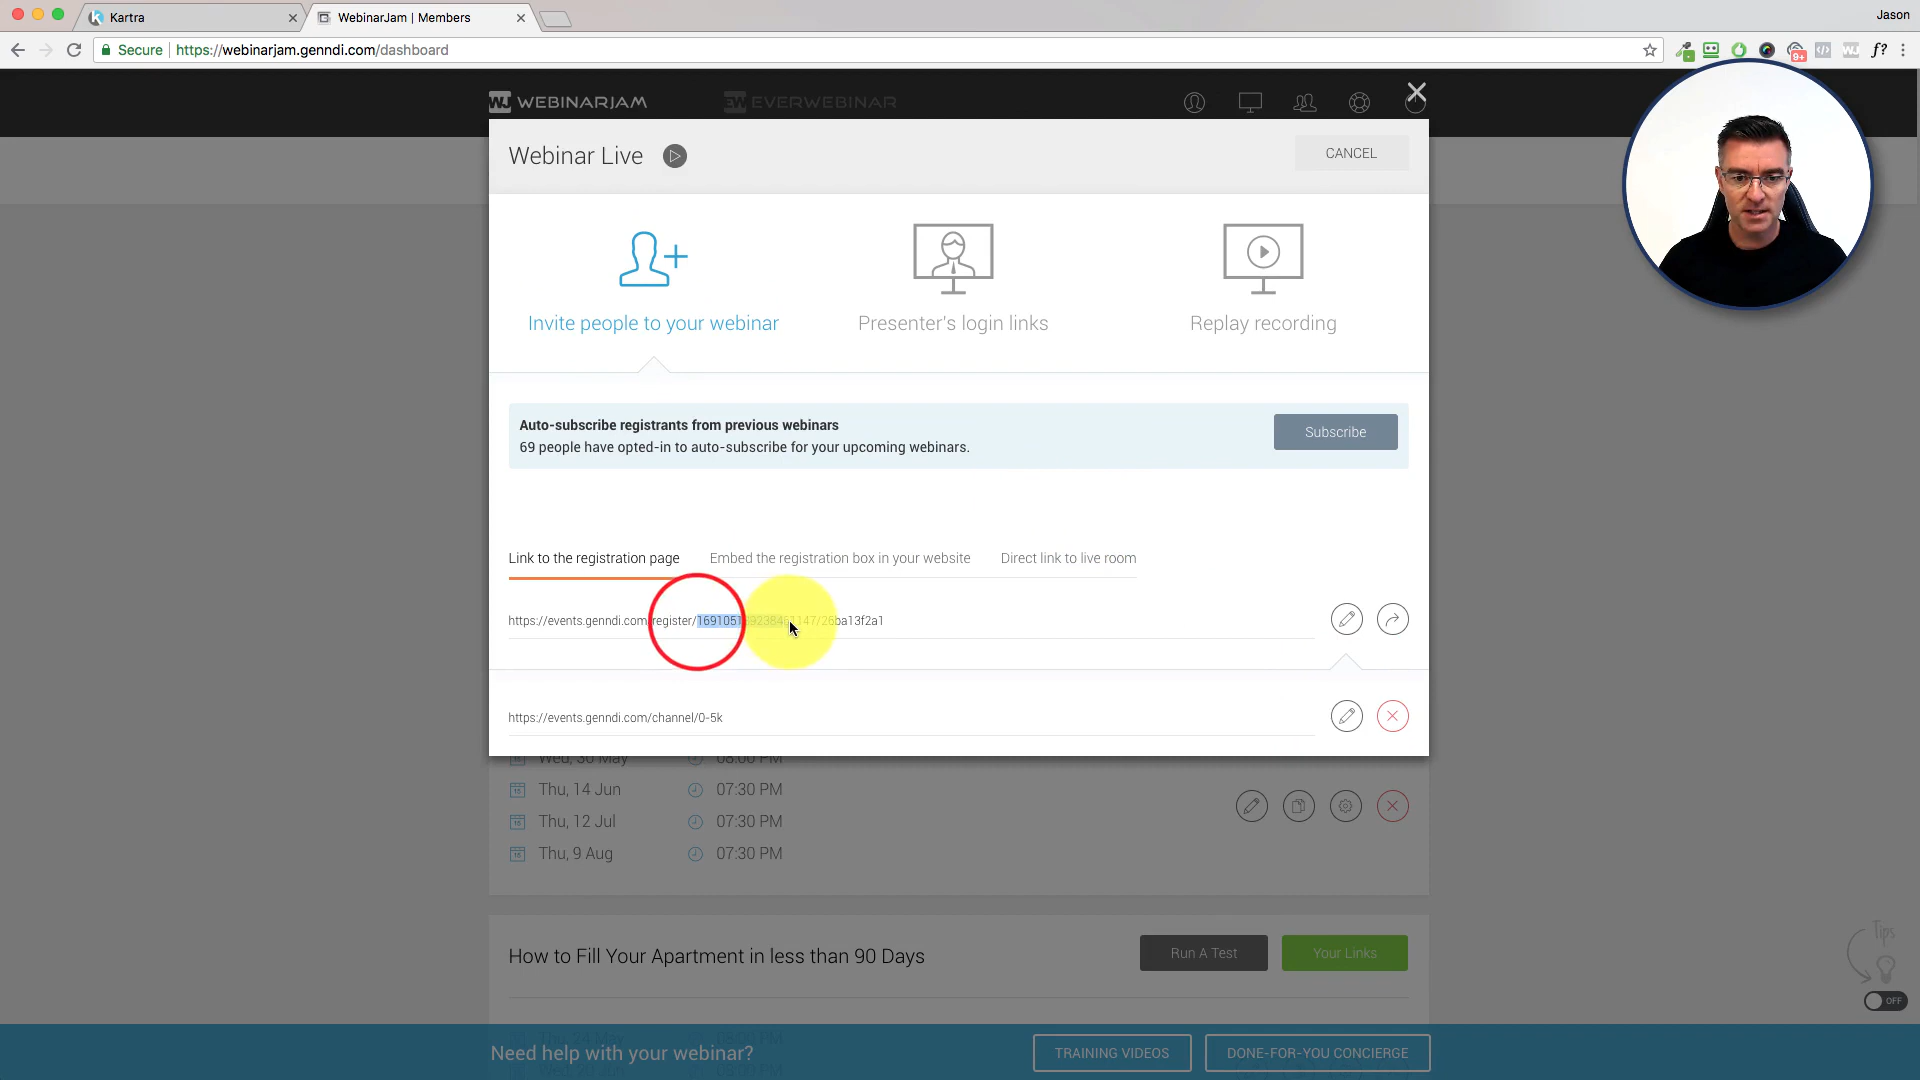 Kartra
WebinarJam | Members
Jason
Secure
https://webinarjam.genndi.com/dashboard
9+
f?
WJ WEBINARJAM
EW EVERWEBINAR
Webinar Live
CANCEL
Invite people to your webinar
Presenter's login links
Replay recording
Auto-subscribe registrants from previous webinars
69 people have opted-in to auto-subscribe for your upcoming webinars.
Subscribe
Link to the registration page
Embed the registration box in your website
Direct link to live room
https://events.genndi.com/channel/0-5k
Wed, 30 May
08:00 PM
Thu, 14 Jun
07:30 PM
Thu, 12 Jul
07:30 PM
Thu, 9 Aug
07:30 PM
How to Fill Your Apartment in less than 90 Days
Run A Test
Your Links
Tips
OFF
Need help with your webinar?
TRAINING VIDEOS
DONE-FOR-YOU CONCIERGE